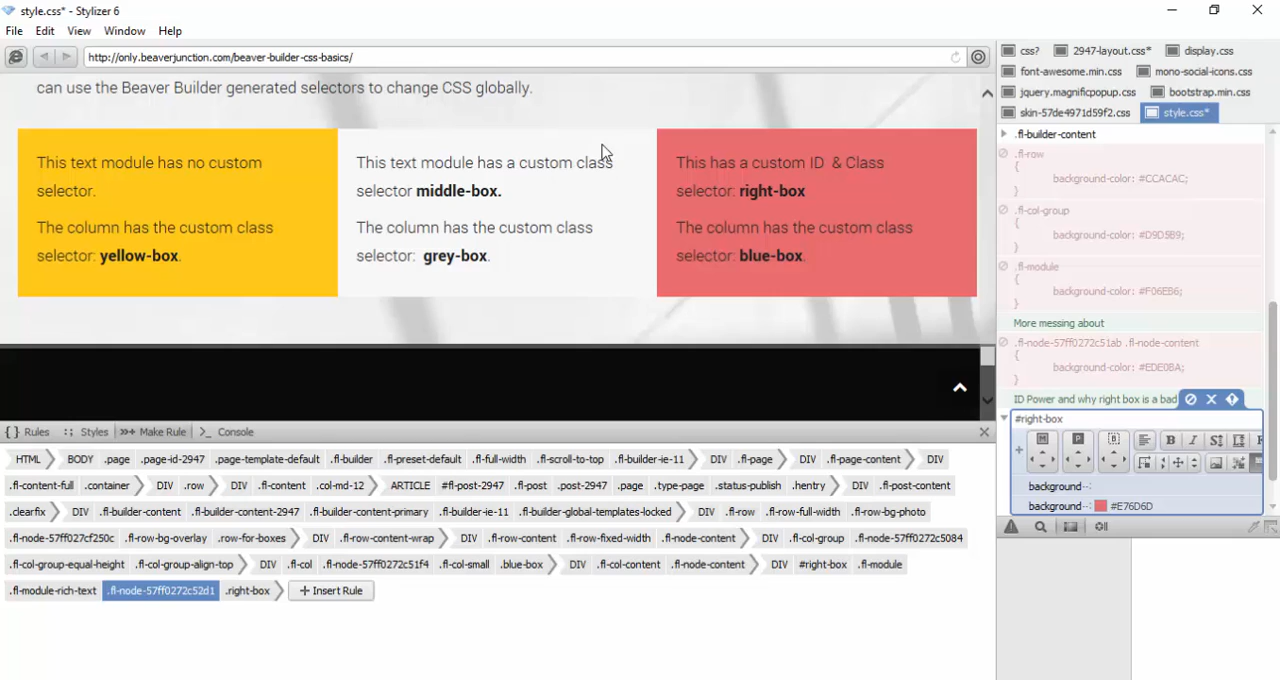 style.css* - Stylizer 6
File Edit View Window Help
http://only.beaverjunction.com/beaver-builder-css-basics/
can use the Beaver Builder generated selectors to change CSS globally.
This text module has no custom
selector.
The column has the custom class
selector: yellow-box.
This text module has a custom class
selector middle-box.
The column has the custom class
selector: grey-box.
This has a custom ID & Class
selector: right-box
The column has the custom class
selector: blue-box.
css? 2947-layout.css* display.css
font-awesome.min.css mono-social-icons.css
jquery.magnificpopup.css bootstrap.min.css
skin-57de4971d59f2.css style.css*
.fl-builder-content
.fl-row
{
background-color: #CCACAC;
}
.fl-col-group
{
background-color: #D9D5B9;
}
.fl-module
{
background-color: #F06EB6;
}
More messing about
.fl-node-57ff0272c51ab .fl-node-content
{
background-color: #EDE0BA;
}
ID Power and why right box is a bad
#right-box
M P B B I S
background··:
background··: #E76D6D
{ } Rules Styles Make Rule >_ Console
HTML BODY .page .page-id-2947 .page-template-default .fl-builder .fl-preset-default .fl-full-width .fl-scroll-to-top .fl-builder-ie-11 DIV .fl-page DIV .fl-page-content DIV
.fl-content-full .container DIV .row DIV .fl-content .col-md-12 ARTICLE #fl-post-2947 .fl-post .post-2947 .page .type-page .status-publish .hentry DIV .fl-post-content
.clearfix DIV .fl-builder-content .fl-builder-content-2947 .fl-builder-content-primary .fl-builder-ie-11 .fl-builder-global-templates-locked DIV .fl-row .fl-row-full-width .fl-row-bg-photo
.fl-node-57ff027cf250c .fl-row-bg-overlay .row-for-boxes DIV .fl-row-content-wrap DIV .fl-row-content .fl-row-fixed-width .fl-node-content DIV .fl-col-group .fl-node-57ff0272c5084
.fl-col-group-equal-height .fl-col-group-align-top DIV .fl-col .fl-node-57ff0272c51f4 .fl-col-small .blue-box DIV .fl-col-content .fl-node-content DIV #right-box .fl-module
.fl-module-rich-text .fl-node-57ff0272c52d1 .right-box + Insert Rule